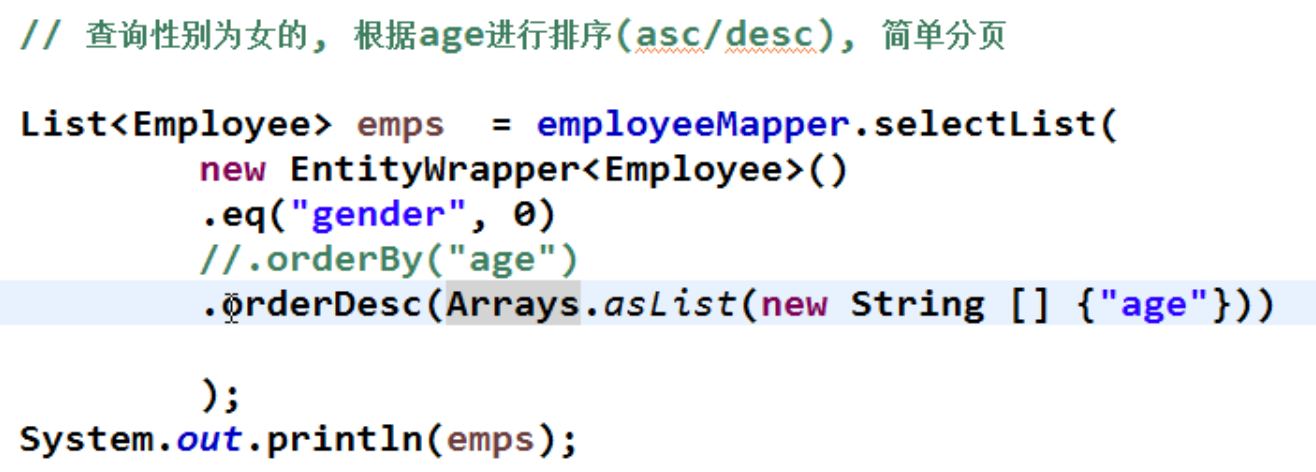 // 查询性别为女的, 根据age进行排序(asc/desc), 简单分页
List<Employee> emps  = employeeMapper.selectList(
new EntityWrapper<Employee>()
.eq("gender", 0)
//.orderBy("age")
.orderDesc(Arrays.asList(new String [] {"age"}))
);
System.out.println(emps);